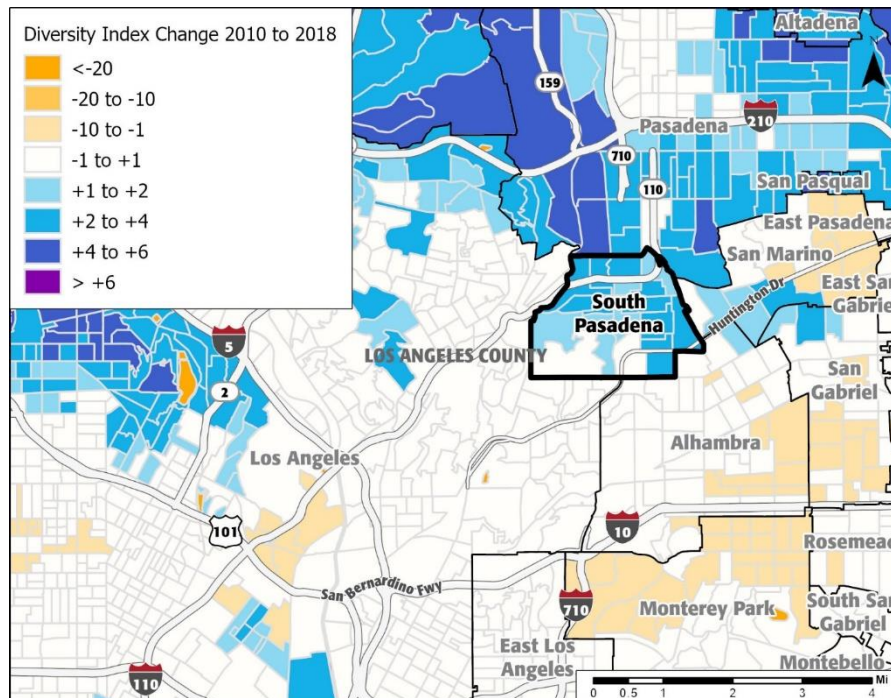 Diversity Index Change 2010 to 2018
<-20
-20 to -10
-10 to -1
-1 to +1
+1 to +2
+2 to +4
+4 to +6
> +6
Altadena
159
210
Pasadena
710
110
San Pasqual
East Pasadena
San Marino
Huntington Dr
East San
Gabriel
South
Pasadena
5
LOS ANGELES COUNTY
2
San
Gabriel
Alhambra
Los Angeles
101
10
Rosemead
San Bernardino Fwy
710
Monterey Park
South San
Gabriel
East Los
Angeles
Montebello
110
0 0.5 1 2 3 4